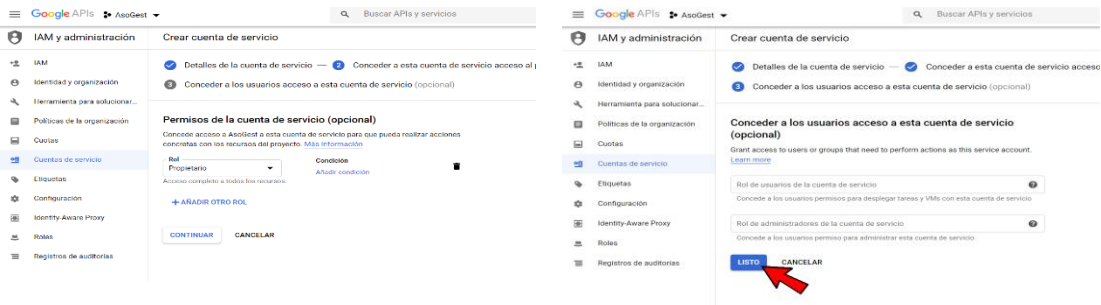 Google APIs AsoGest
Buscar APIs y servicios
IAM y administración
Crear cuenta de servicio
IAM
Identidad y organización
Herramienta para solucionar...
Políticas de la organización
Cuotas
Cuentas de servicio
Etiquetas
Configuración
Identity-Aware Proxy
Roles
Registros de auditorías
Detalles de la cuenta de servicio — 2 Conceder a esta cuenta de servicio acceso al
3 Conceder a los usuarios acceso a esta cuenta de servicio (opcional)
Permisos de la cuenta de servicio (opcional)
Concede acceso a AsoGest a esta cuenta de servicio para que pueda realizar acciones
concretas con los recursos del proyecto. Más información
Rol
Propietario
Condición
Añadir condición
Acceso completo a todos los recursos.
+ AÑADIR OTRO ROL
CONTINUAR CANCELAR
Google APIs AsoGest
Buscar APIs y servicios
IAM y administración
Crear cuenta de servicio
IAM
Identidad y organización
Herramienta para solucionar...
Políticas de la organización
Cuotas
Cuentas de servicio
Etiquetas
Configuración
Identity-Aware Proxy
Roles
Registros de auditorías
Detalles de la cuenta de servicio — Conceder a esta cuenta de servicio acceso
3 Conceder a los usuarios acceso a esta cuenta de servicio (opcional)
Conceder a los usuarios acceso a esta cuenta de servicio
(opcional)
Grant access to users or groups that need to perform actions as this service account.
Learn more
Rol de usuarios de la cuenta de servicio
Concede a los usuarios permisos para desplegar tareas y VMs con esta cuenta de servicio
Rol de administradores de la cuenta de servicio
Concede a los usuarios permiso para administrar esta cuenta de servicio
LISTO CANCELAR